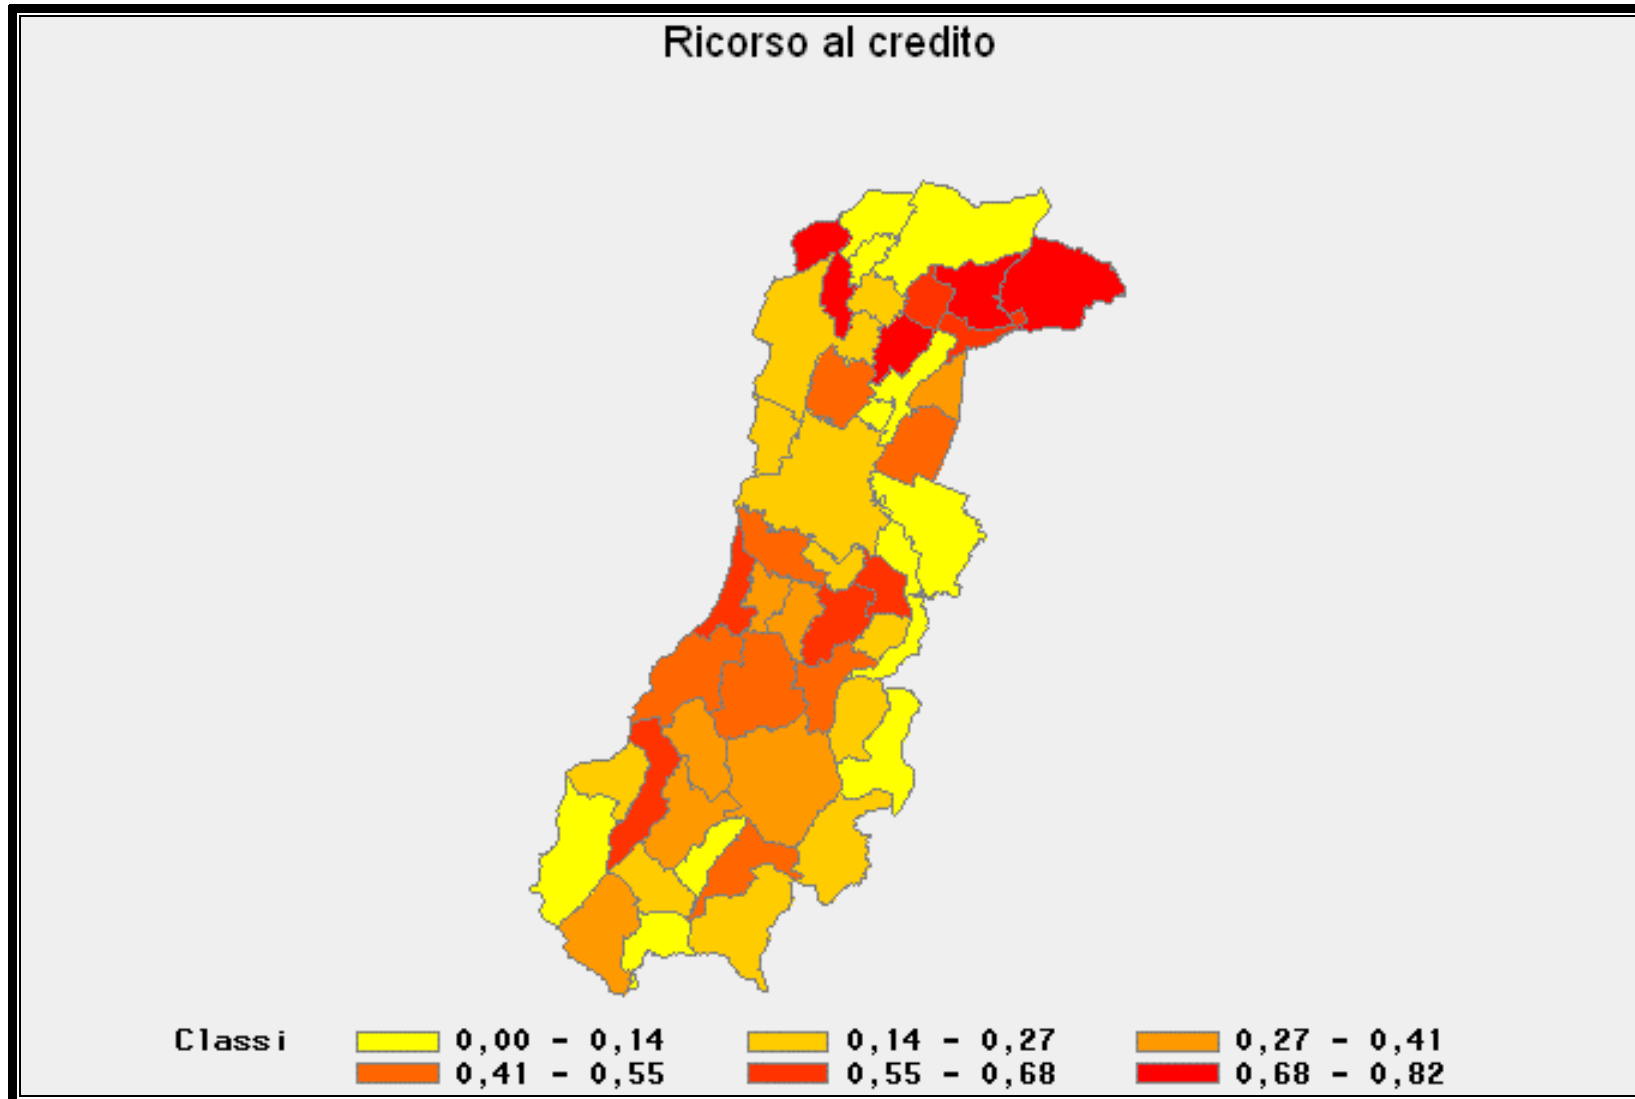 Ricorso al credito
Classi 0,00 - 0,14 0,14 - 0,27 0,27 - 0,41
0,41 - 0,55 0,55 - 0,68 0,68 - 0,82